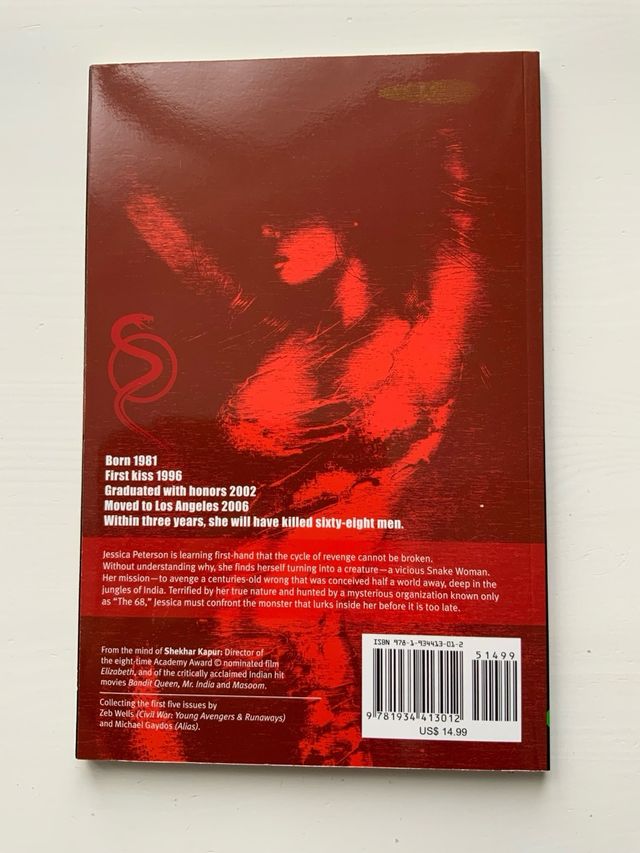 Born 1981
First kiss 1996
Graduated with honors 2002
Moved to Los Angeles 2006
Within three years, she will have killed sixty-eight men.
Jessica Peterson is learning first-hand that the cycle of revenge cannot be broken.
Without understanding why, she finds herself turning into a creature—a vicious Snake Woman.
Her mission—to avenge a centuries-old wrong that was conceived half a world away, deep in the
jungles of India. Terrified by her true nature and hunted by a mysterious organization known only
as "The 68," Jessica must confront the monster that lurks inside her before it is too late.
From the mind of Shekhar Kapur: Director of
the eight-time Academy Award © nominated film
Elizabeth, and of the critically acclaimed Indian hit
movies Bandit Queen, Mr. India and Masoom.
Collecting the first five issues by
Zeb Wells (Civil War: Young Avengers & Runaways)
and Michael Gaydos (Alias).
ISBN 978-1-934413-01-2
51499
9 781934 413012
US$ 14.99